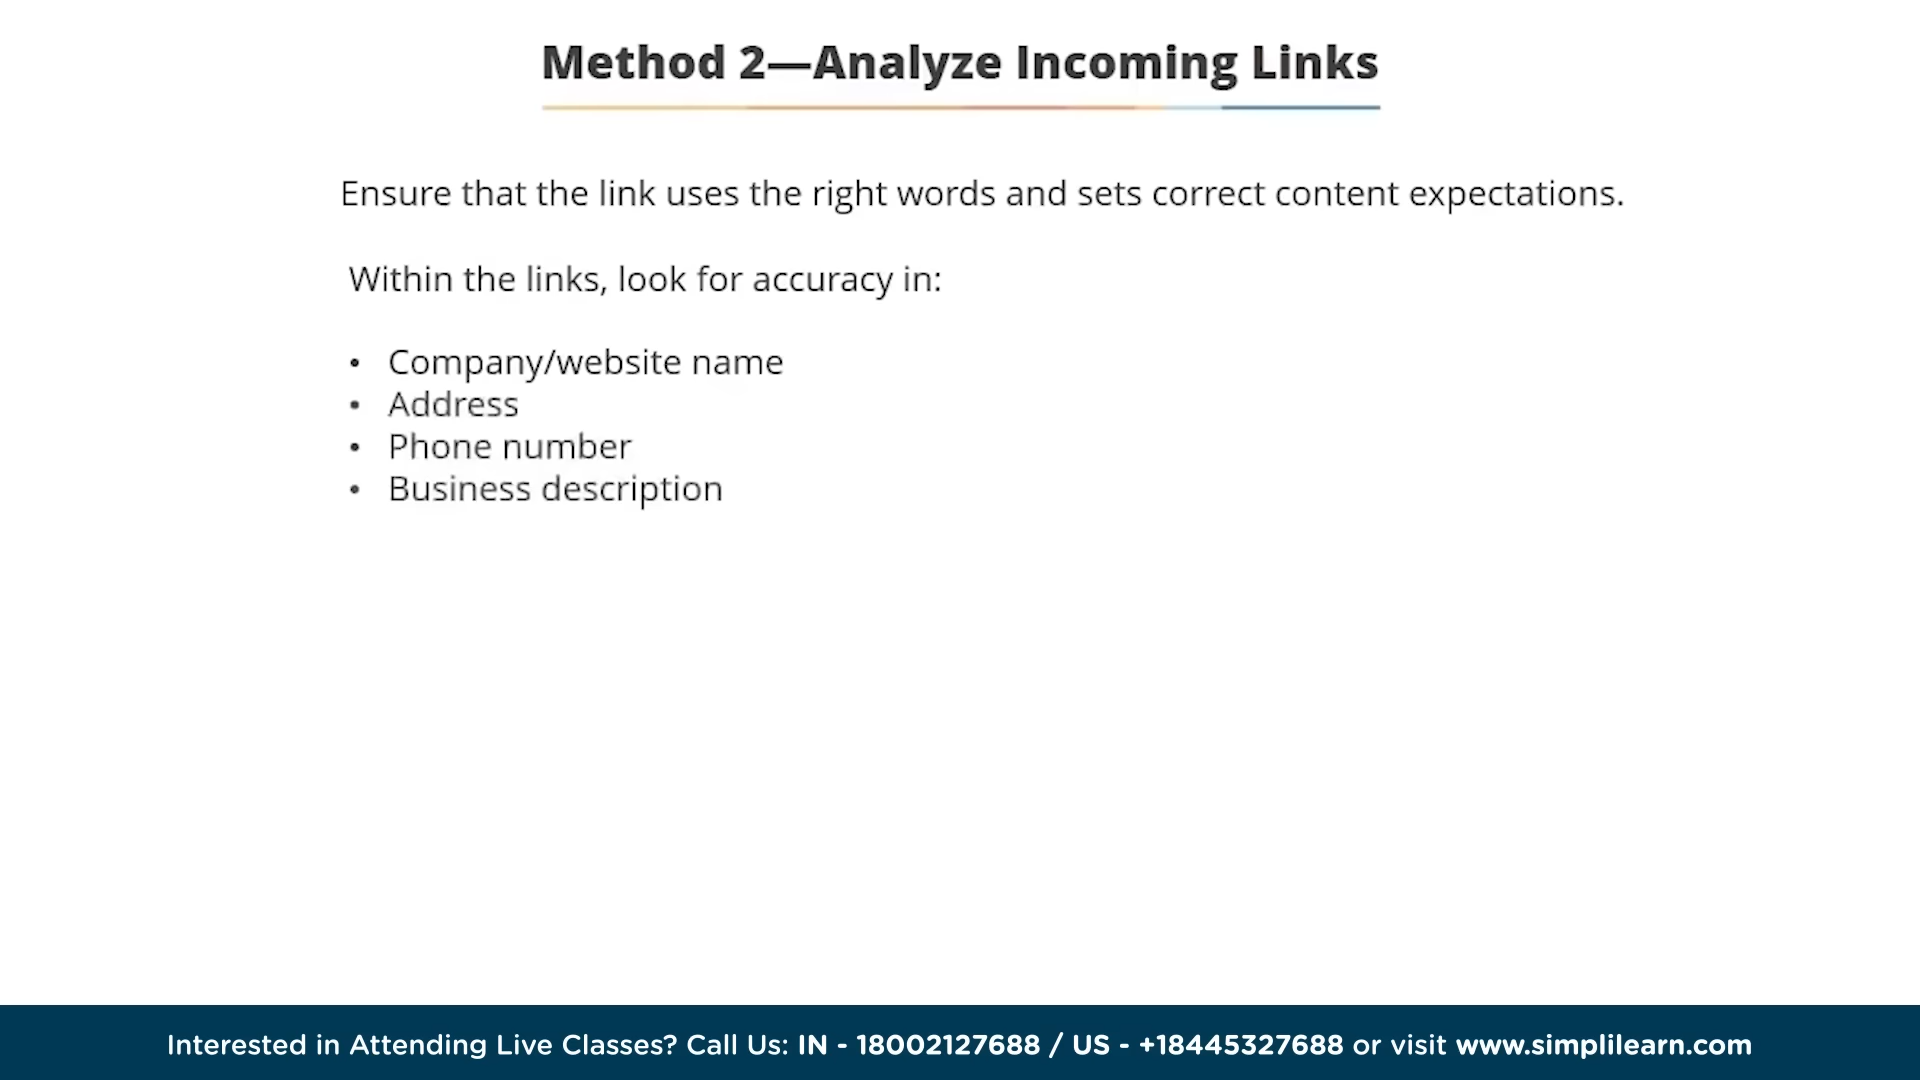 Method 2—Analyze Incoming Links
Ensure that the link uses the right words and sets correct content expectations.
Within the links, look for accuracy in:
• Company/website name
• Address
• Phone number
• Business description
Interested in Attending Live Classes? Call Us: IN - 18002127688 / US - +18445327688 or visit www.simplilearn.com